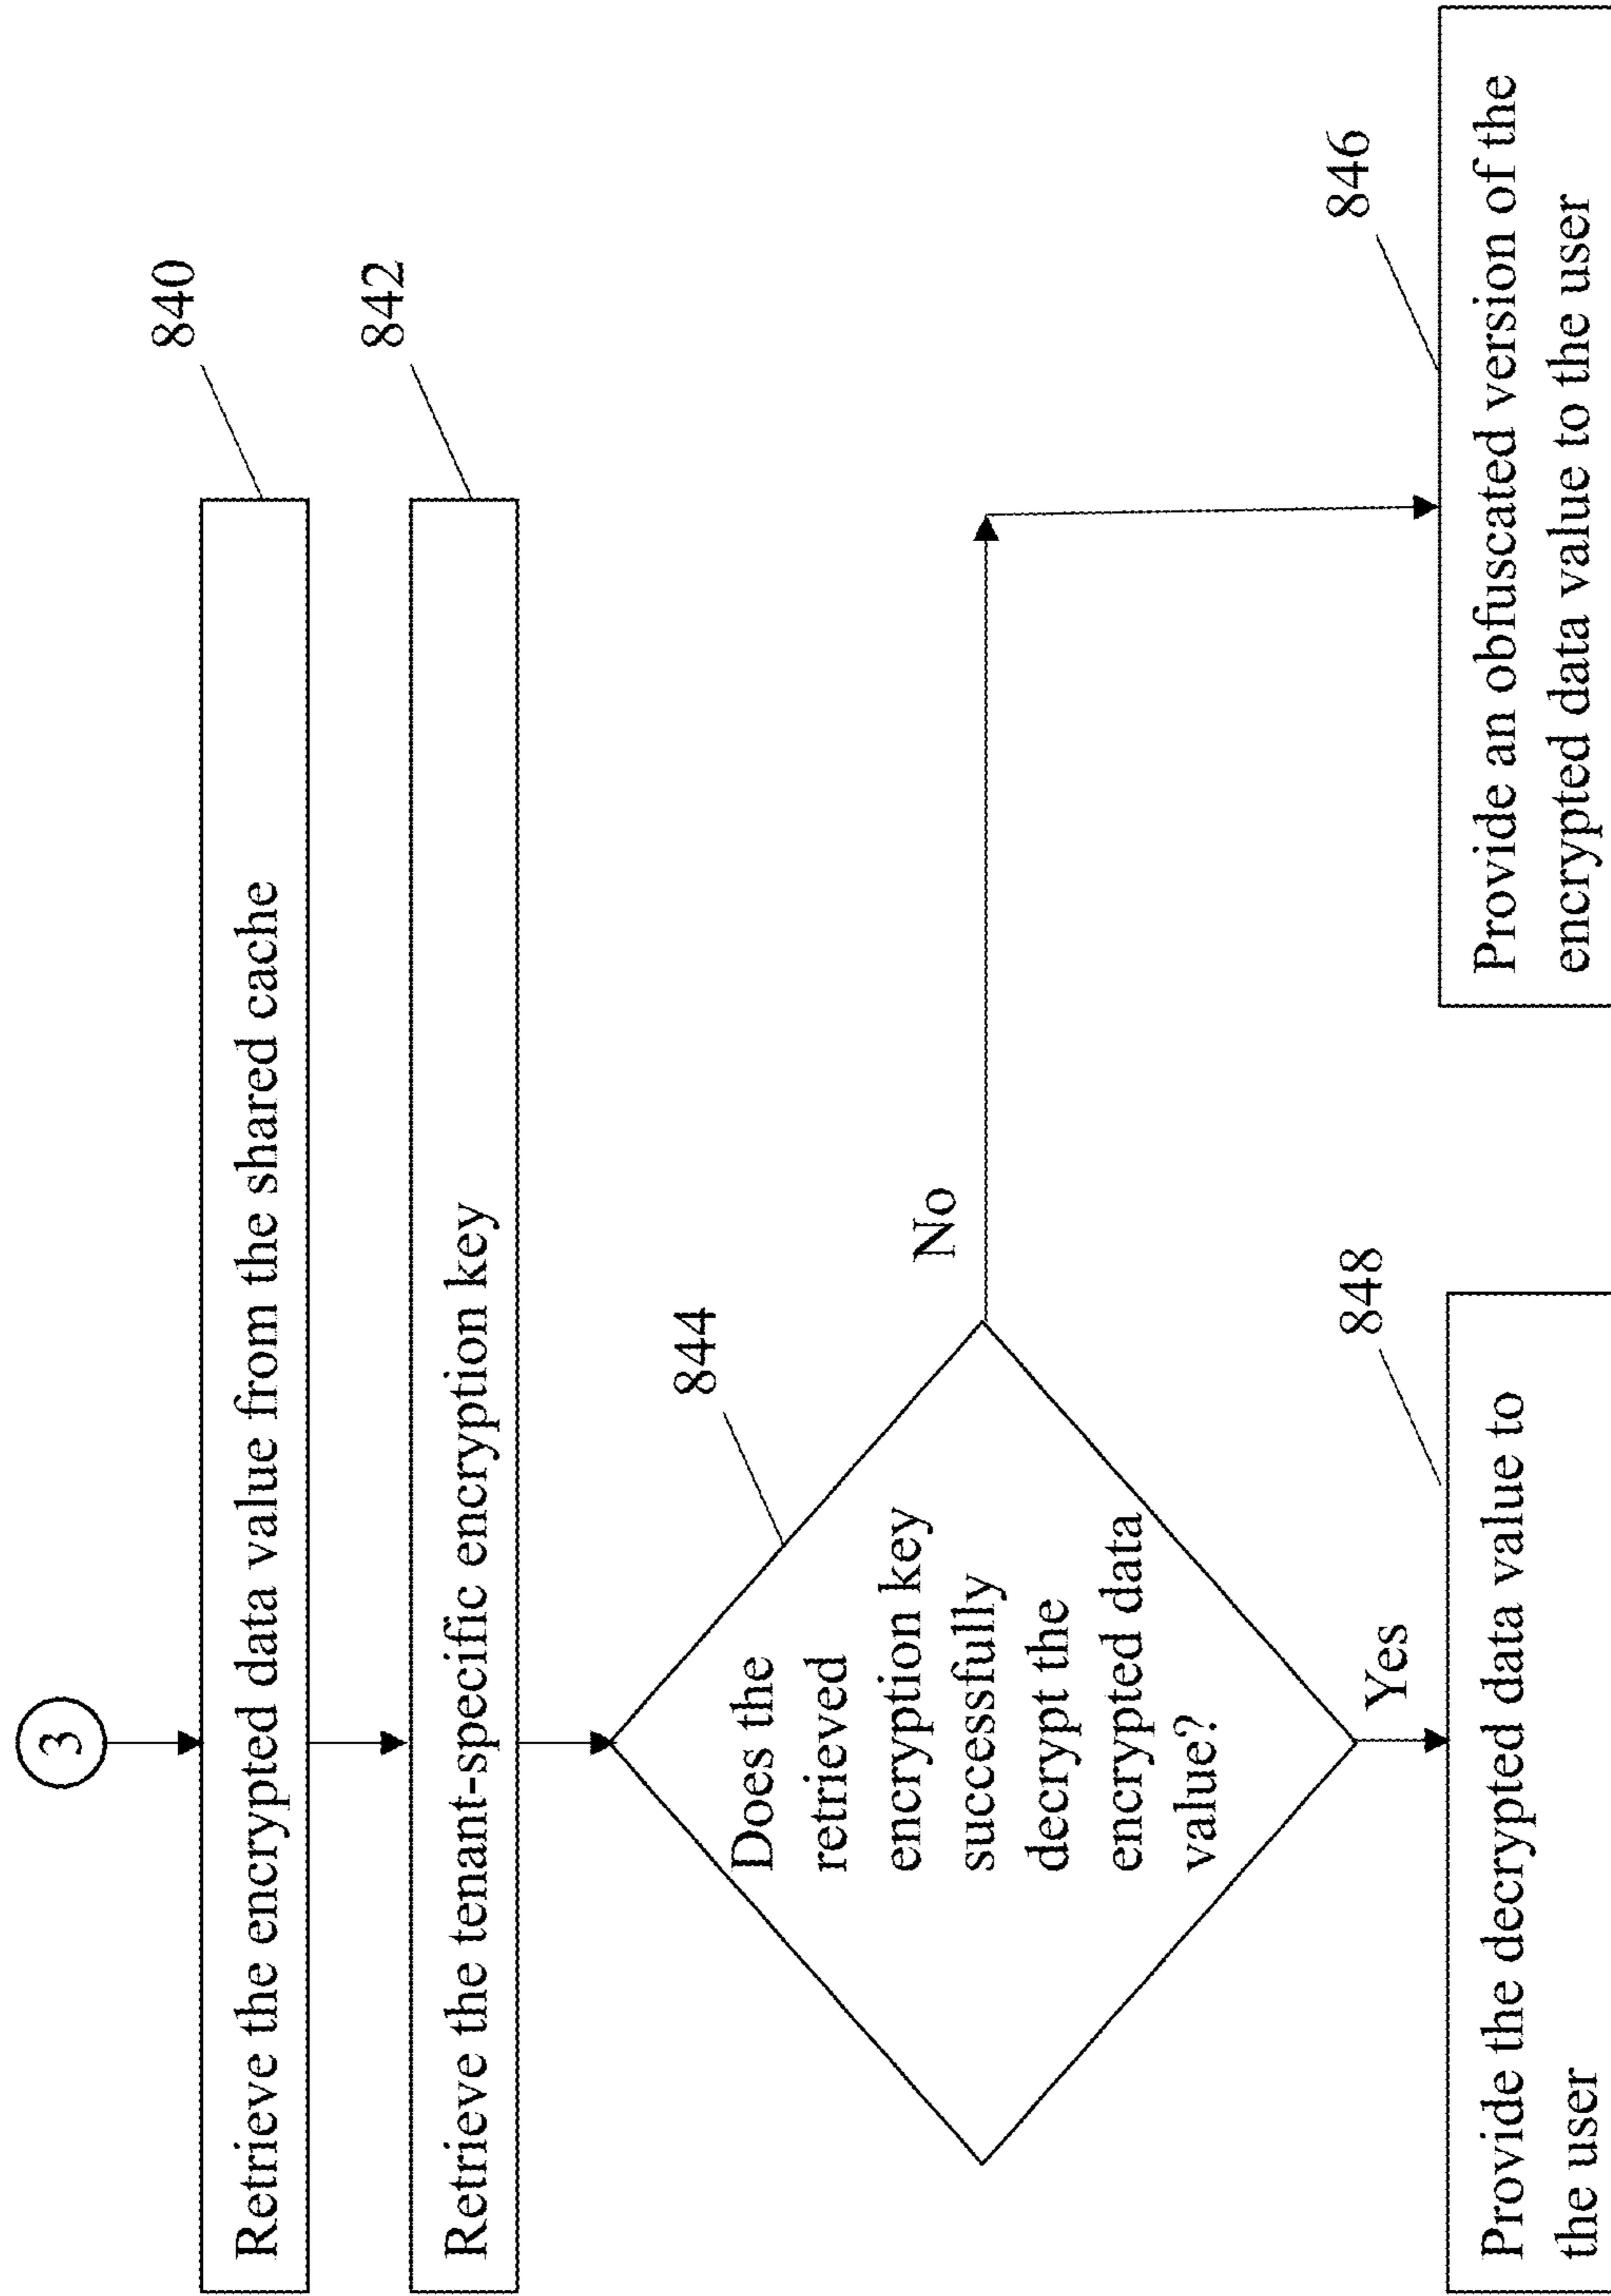 3
840
Retrieve the encrypted data value from the shared cache
842
Retrieve the tenant-specific encryption key
844
Does the
retrieved
encryption key
successfully
decrypt the
encrypted data
value?
No
Yes
848
Provide the decrypted data value to
the user
846
Provide an obfuscated version of the
encrypted data value to the user